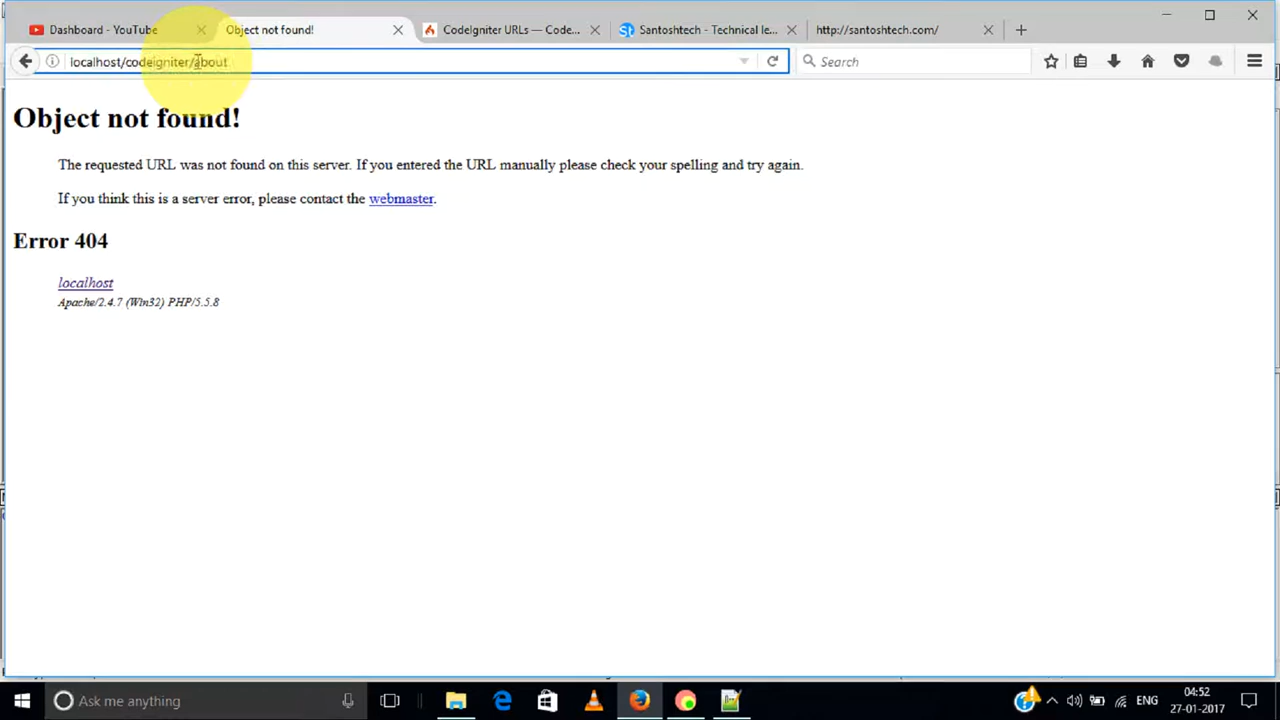 Dashboard - YouTube
Object not found!
CodeIgniter URLs — Code...
Santoshtech - Technical le...
http://santoshtech.com/
localhost/codeigniter/about
Search
Object not found!
The requested URL was not found on this server. If you entered the URL manually please check your spelling and try again.
If you think this is a server error, please contact the webmaster.
Error 404
localhost
Apache/2.4.7 (Win32) PHP/5.5.8
Ask me anything
ENG
04:52
27-01-2017